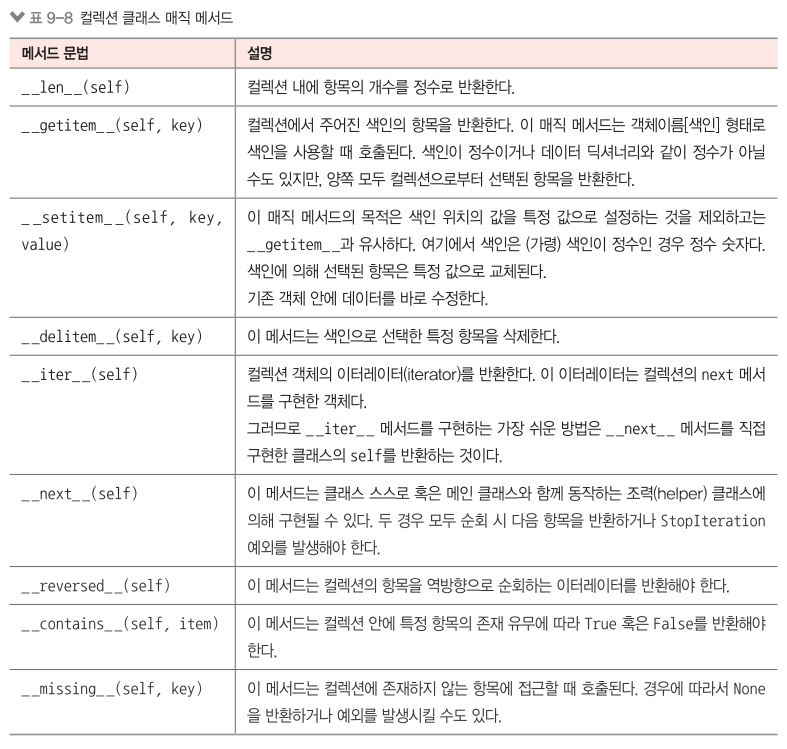 표 9-8 컬렉션 클래스 매직 메서드
메서드 문법 설명
__len__(self) 컬렉션 내에 항목의 개수를 정수로 반환한다.
__getitem__(self, key) 컬렉션에서 주어진 색인의 항목을 반환한다. 이 매직 메서드는 객체이름[색인] 형태로
색인을 사용할 때 호출된다. 색인이 정수이거나 데이터 딕셔너리와 같이 정수가 아닐
수도 있지만, 양쪽 모두 컬렉션으로부터 선택된 항목을 반환한다.
__setitem__(self, key, 이 매직 메서드의 목적은 색인 위치의 값을 특정 값으로 설정하는 것을 제외하고는
value) __getitem__과 유사하다. 여기에서 색인은 (가령) 색인이 정수인 경우 정수 숫자다.
색인에 의해 선택된 항목은 특정 값으로 교체된다.
기존 객체 안에 데이터를 바로 수정한다.
__delitem__(self, key) 이 메서드는 색인으로 선택한 특정 항목을 삭제한다.
__iter__(self) 컬렉션 객체의 이터레이터(iterator)를 반환한다. 이 이터레이터는 컬렉션의 next 메서
드를 구현한 객체다.
그러므로 __iter__ 메서드를 구현하는 가장 쉬운 방법은 __next__ 메서드를 직접
구현한 클래스의 self를 반환하는 것이다.
__next__(self) 이 메서드는 클래스 스스로 혹은 메인 클래스와 함께 동작하는 조력(helper) 클래스에
의해 구현될 수 있다. 두 경우 모두 순회 시 다음 항목을 반환하거나 StopIteration
예외를 발생해야 한다.
__reversed__(self) 이 메서드는 컬렉션의 항목을 역방향으로 순회하는 이터레이터를 반환해야 한다.
__contains__(self, item) 이 메서드는 컬렉션 안에 특정 항목의 존재 유무에 따라 True 혹은 False를 반환해야
한다.
__missing__(self, key) 이 메서드는 컬렉션에 존재하지 않는 항목에 접근할 때 호출된다. 경우에 따라서 None
을 반환하거나 예외를 발생시킬 수도 있다.